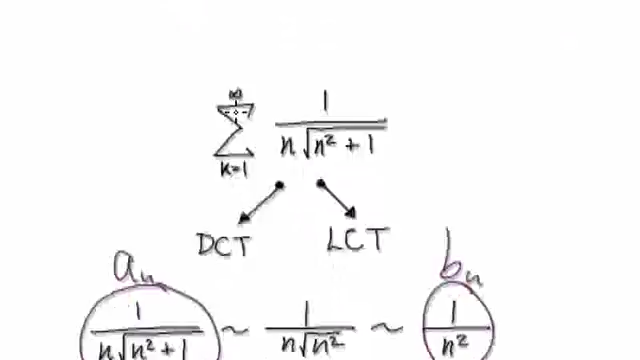 ∞
∑ 1 / n√n² + 1
k=1
DCT LCT
aₙ bₙ
1 / n√n² + 1 ~ 1 / n√n² ~ 1 / n²